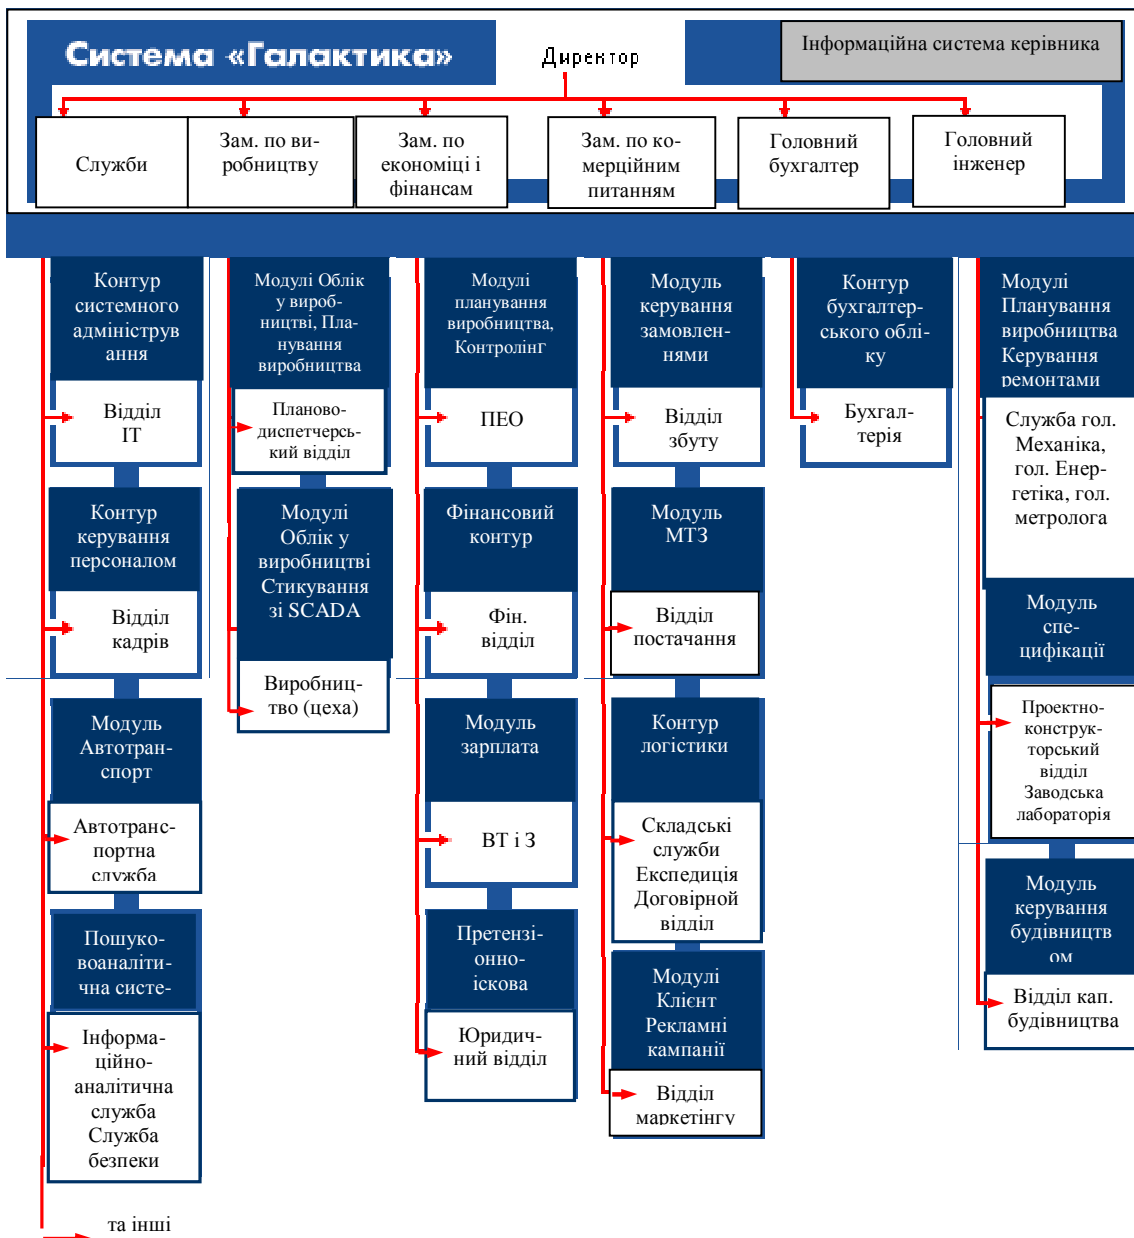 Система «Галактика»
Директор
Інформаційна система керівника
Служби
Зам. по ви-
робництву
Зам. по
економіці і
фінансам
Зам. по ко-
мерційним
питанням
Головний
бухгалтер
Головний
інженер
Контур
системного
адмініструв
ання
Відділ
ІТ
Контур
керування
персоналом
Відділ
кадрів
Модуль
Автотран-
спорт
Автотранс-
портна
служба
Пошуко-
воаналіти-
чна систе-
Інформа-
ційно-
аналітична
служба
Служба
безпеки
та інші
Модулі Облік
у вироб-
ництві, Пла-
нування
виробництва
Планово-
диспетчерсь-
кий відділ
Модулі
Облік у
виробництві
Стикування
зі SCADA
Виробниц-
тво (цеха)
Модулі
планування
виробництва,
Контролінг
ПЕО
Фінансовий
контур
Фін.
відділ
Модуль
зарплата
ВТ і З
Претензі-
онно-
іскова
Юридич-
ний відділ
Модуль
керування
замовлен-
нями
Відділ
збуту
Модуль
МТЗ
Відділ
постачання
Контур
логістики
Складські
служби
Експедиція
Договірной
відділ
Модулі
Клієнт
Рекламні
кампанії
Відділ
маркетингу
Контур
бухгалтер-
ського облі-
ку
Бухгал-
терія
Модулі
Планування
виробництва
Керування
ремонтами
Служба гол.
Механіка,
гол. Енер-
гетіка, гол.
метролога
Модуль
спе-
цифікації
Проектно-
конструк-
торський
відділ
Заводська
лабораторія
Модуль
керування
будівництв
ом
Відділ кап.
будівництва